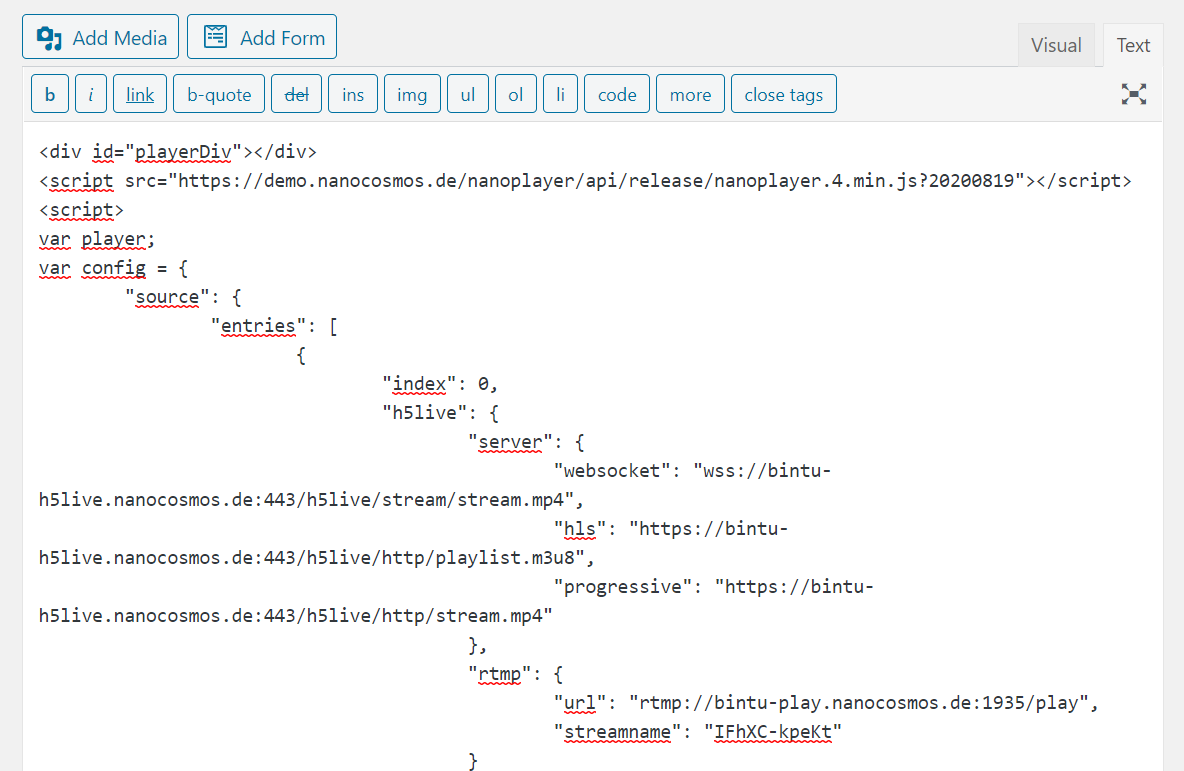 Add Media Add Form
Visual Text
b i link b-quote del ins img ul ol li code more close tags
<div id="playerDiv"></div>
<script src="https://demo.nanocosmos.de/nanoplayer/api/release/nanoplayer.4.min.js?20200819"></script>
<script>
var player;
var config = {
"source": {
"entries": [
{
"index": 0,
"h5live": {
"server": {
"websocket": "wss://bintu-
h5live.nanocosmos.de:443/h5live/stream/stream.mp4",
"hls": "https://bintu-
h5live.nanocosmos.de:443/h5live/http/playlist.m3u8",
"progressive": "https://bintu-
h5live.nanocosmos.de:443/h5live/http/stream.mp4"
},
"rtmp": {
"url": "rtmp://bintu-play.nanocosmos.de:1935/play",
"streamname": "IFhXC-kpeKt"
}